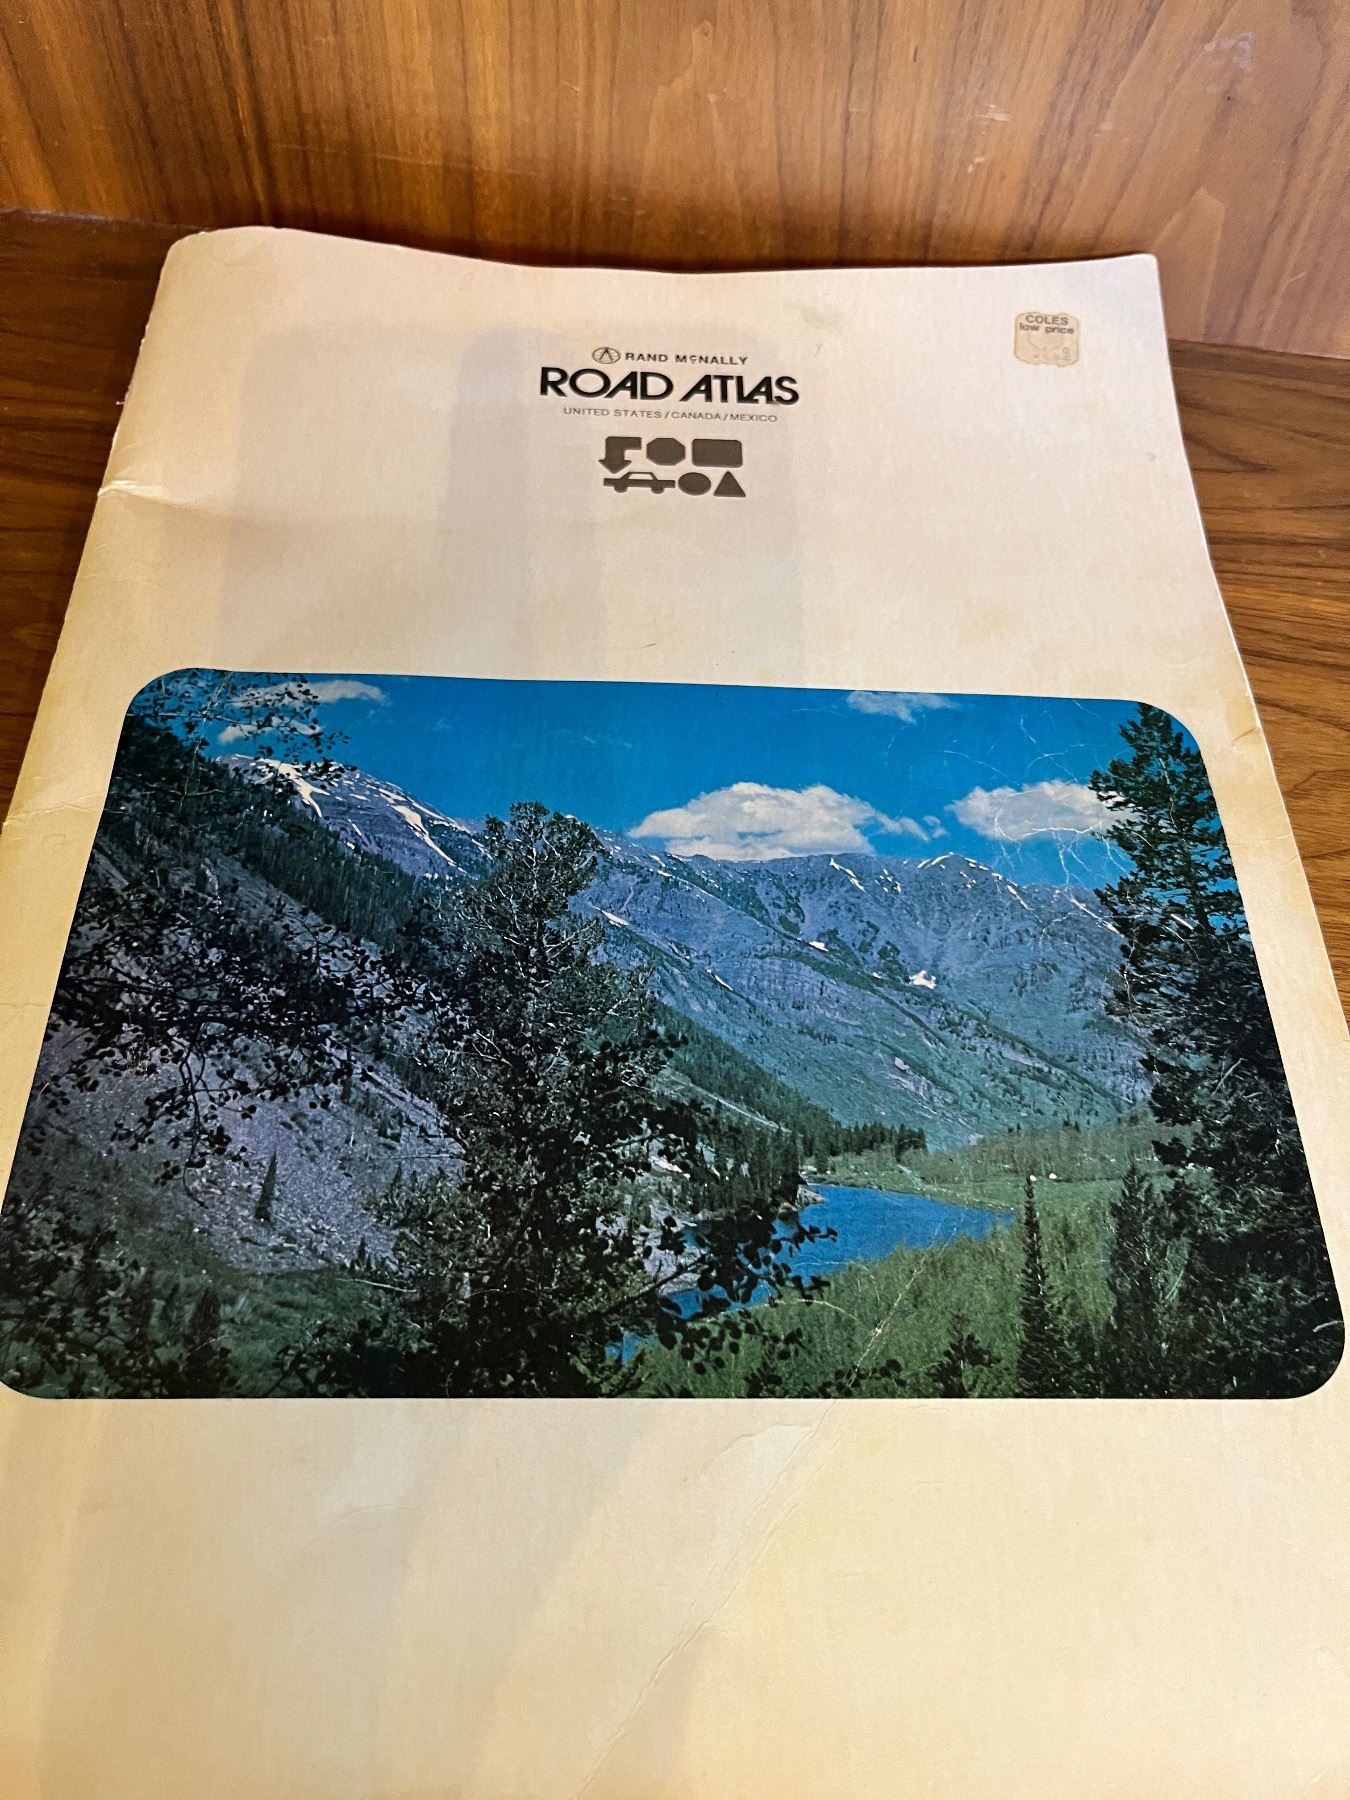 RAND McNALLY
ROAD ATLAS
UNITED STATES/CANADA/MEXICO
COLES
low price